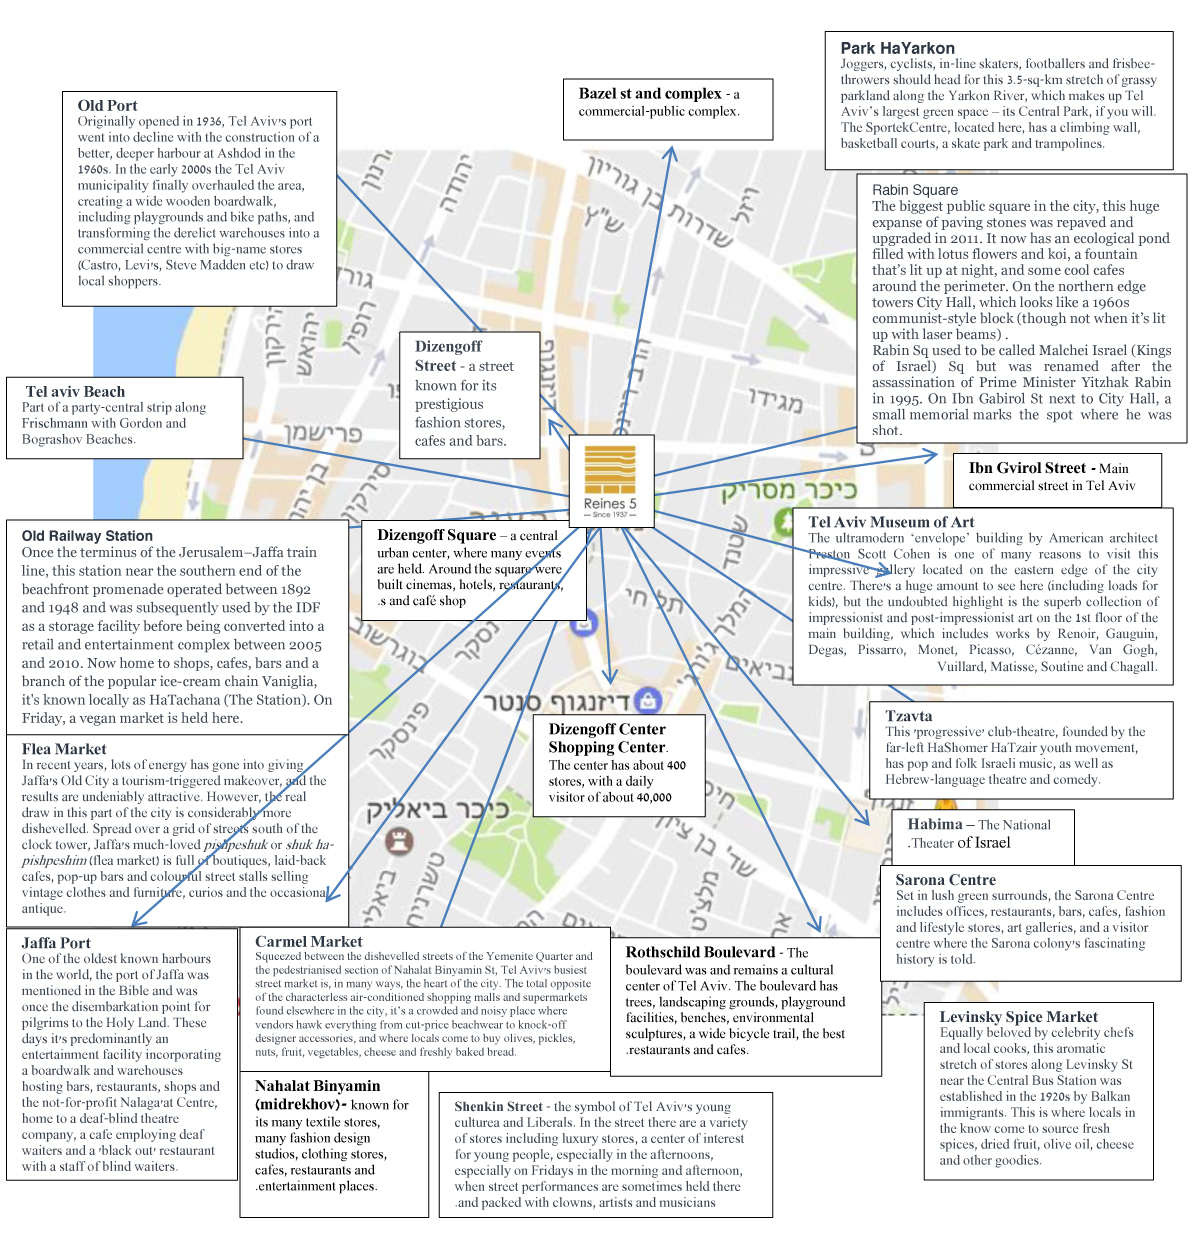 Park HaYarkon
Joggers, cyclists, in-line skaters, footballers and frisbee-
throwers should head for this 3.5-sq-km stretch of grassy
parkland along the Yarkon River, which makes up Tel
Aviv's largest green space – its Central Park, if you will.
The SportekCentre, located here, has a climbing wall,
basketball courts, a skate park and trampolines.
Bazel st and complex - a
commercial-public complex.
Old Port
Originally opened in 1936, Tel Aviv's port
went into decline with the construction of a
better, deeper harbour at Ashdod in the
1960s. In the early 2000s the Tel Aviv
municipality finally overhauled the area,
creating a wide wooden boardwalk,
including playgrounds and bike paths, and
transforming the derelict warehouses into a
commercial centre with big-name stores
(Castro, Levi's, Steve Madden etc) to draw
local shoppers.
Rabin Square
The biggest public square in the city, this huge
expanse of paving stones was repaved and
upgraded in 2011. It now has an ecological pond
filled with lotus flowers and koi, a fountain
that's lit up at night, and some cool cafes
around the perimeter. On the northern edge
towers City Hall, which looks like a 1960s
communist-style block (though not when it's lit
up with laser beams) .
Rabin Sq used to be called Malchei Israel (Kings
of Israel) Sq but was renamed after the
assassination of Prime Minister Yitzhak Rabin
in 1995. On Ibn Gabirol St next to City Hall, a
small memorial marks the spot where he was
shot.
יהודה
שדרות בן גוריון
ש"ץ
הירקון
הרב
מגידו
פרישמן
בן יהודה
כיכר מסריק
תל חי
המלך ג'ורג'
בוגרשוב
פינסקר
דיזנגוף סנטר
כיכר ביאליק
ביאליק
טשרניחובסקי
שד' בן ציון
מלצ'ט
Dizengoff
Street - a street
known for its
prestigious
fashion stores,
cafes and bars.
Tel aviv Beach
Part of a party-central strip along
Frischmann with Gordon and
Bograshov Beaches.
Reines 5
— Since 1937 —
Ibn Gvirol Street - Main
commercial street in Tel Aviv
Dizengoff Square – a central
urban center, where many events
are held. Around the square were
built cinemas, hotels, restaurants,
.s and café shop
Tel Aviv Museum of Art
The ultramodern 'envelope' building by American architect
Preston Scott Cohen is one of many reasons to visit this
impressive gallery located on the eastern edge of the city
centre. There's a huge amount to see here (including loads for
kids), but the undoubted highlight is the superb collection of
impressionist and post-impressionist art on the 1st floor of the
main building, which includes works by Renoir, Gauguin,
Degas, Pissarro, Monet, Picasso, Cézanne, Van Gogh,
Vuillard, Matisse, Soutine and Chagall.
Old Railway Station
Once the terminus of the Jerusalem–Jaffa train
line, this station near the southern end of the
beachfront promenade operated between 1892
and 1948 and was subsequently used by the IDF
as a storage facility before being converted into a
retail and entertainment complex between 2005
and 2010. Now home to shops, cafes, bars and a
branch of the popular ice-cream chain Vaniglia,
it's known locally as HaTachana (The Station). On
Friday, a vegan market is held here.
Dizengoff Center
Shopping Center.
The center has about 400
stores, with a daily
visitor of about 40,000
Tzavta
This 'progressive' club-theatre, founded by the
far-left HaShomer HaTzair youth movement,
has pop and folk Israeli music, as well as
Hebrew-language theatre and comedy.
Flea Market
In recent years, lots of energy has gone into giving
Jaffa's Old City a tourism-triggered makeover, and the
results are undeniably attractive. However, the real
draw in this part of the city is considerably more
dishevelled. Spread over a grid of streets south of the
clock tower, Jaffa's much-loved pishpeshuk or shuk ha-
pishpeshim (flea market) is full of boutiques, laid-back
cafes, pop-up bars and colourful street stalls selling
vintage clothes and furniture, curios and the occasional
antique.
Habima – The National
.Theater of Israel
Sarona Centre
Set in lush green surrounds, the Sarona Centre
includes offices, restaurants, bars, cafes, fashion
and lifestyle stores, art galleries, and a visitor
centre where the Sarona colony's fascinating
history is told.
Jaffa Port
One of the oldest known harbours
in the world, the port of Jaffa was
mentioned in the Bible and was
once the disembarkation point for
pilgrims to the Holy Land. These
days it's predominantly an
entertainment facility incorporating
a boardwalk and warehouses
hosting bars, restaurants, shops and
the not-for-profit Nalaga'at Centre,
home to a deaf-blind theatre
company, a cafe employing deaf
waiters and a 'black out' restaurant
with a staff of blind waiters.
Carmel Market
Squeezed between the dishevelled streets of the Yemenite Quarter and
the pedestrianised section of Nahalat Binyamin St, Tel Aviv's busiest
street market is, in many ways, the heart of the city. The total opposite
of the characterless air-conditioned shopping malls and supermarkets
found elsewhere in the city, it's a crowded and noisy place where
vendors hawk everything from cut-price beachwear to knock-off
designer accessories, and where locals come to buy olives, pickles,
nuts, fruit, vegetables, cheese and freshly baked bread.
Rothschild Boulevard - The
boulevard was and remains a cultural
center of Tel Aviv. The boulevard has
trees, landscaping grounds, playground
facilities, benches, environmental
sculptures, a wide bicycle trail, the best
.restaurants and cafes.
Levinsky Spice Market
Equally beloved by celebrity chefs
and local cooks, this aromatic
stretch of stores along Levinsky St
near the Central Bus Station was
established in the 1920s by Balkan
immigrants. This is where locals in
the know come to source fresh
spices, dried fruit, olive oil, cheese
and other goodies.
Nahalat Binyamin
(midrekhov)- known for
its many textile stores,
many fashion design
studios, clothing stores,
cafes, restaurants and
.entertainment places.
Shenkin Street - the symbol of Tel Aviv's young
culturea and Liberals. In the street there are a variety
of stores including luxury stores, a center of interest
for young people, especially in the afternoons,
especially on Fridays in the morning and afternoon,
when street performances are sometimes held there
.and packed with clowns, artists and musicians